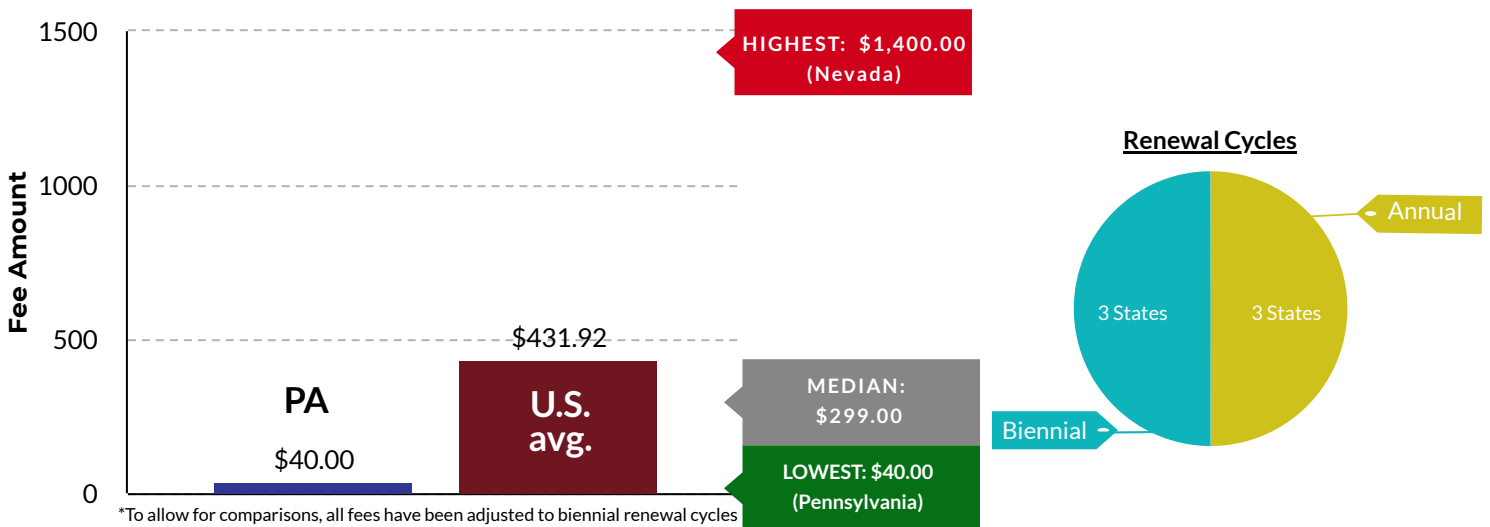 Fee Amount
1500
1000
500
0
PA
$40.00
$431.92
U.S.
avg.
*To allow for comparisons, all fees have been adjusted to biennial renewal cycles
HIGHEST: $1,400.00
(Nevada)
MEDIAN:
$299.00
LOWEST: $40.00
(Pennsylvania)
Renewal Cycles
Annual
3 States
3 States
Biennial